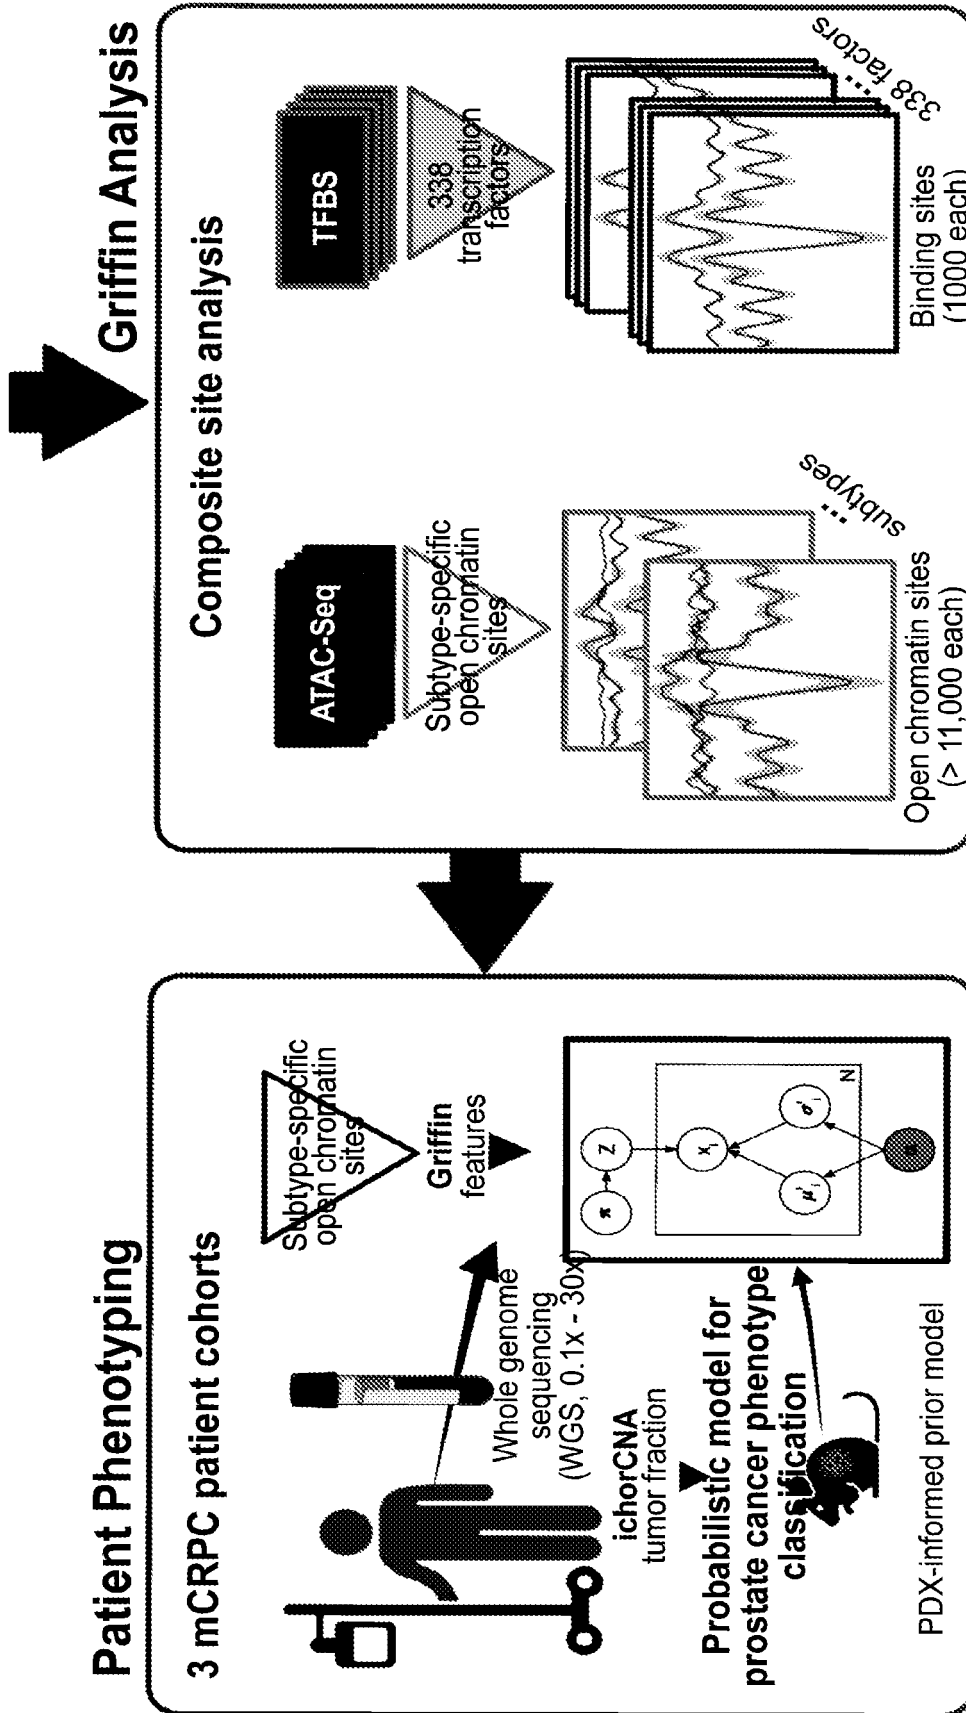 Patient Phenotyping
3 mCRPC patient cohorts
Subtype-specific
open chromatin
sites
Griffin
features
Whole genome
sequencing
(WGS, 0.1x - 30x)
ichorCNA
tumor fraction
Probabilistic model for
prostate cancer phenotype
classification
PDX-informed prior model
π
Z
X i
μ i
σ i
N
Griffin Analysis
Composite site analysis
ATAC-Seq
Subtype-specific
open chromatin
sites
... subtypes
Open chromatin sites
(> 11,000 each)
TFBS
338
transcription
factors
... 338 factors
Binding sites
(1000 each)